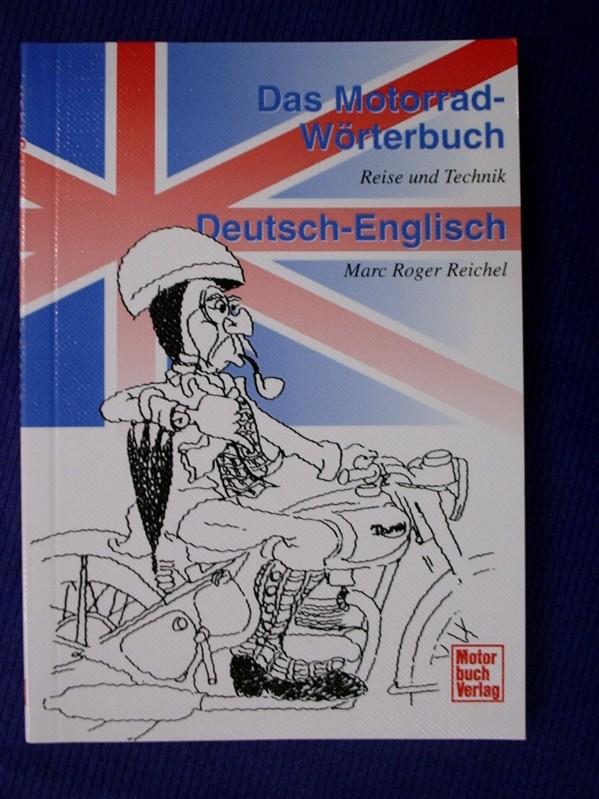 Das Motorrad-
Wörterbuch
Reise und Technik
Deutsch-Englisch
Marc Roger Reichel
Motor
buch
Verlag